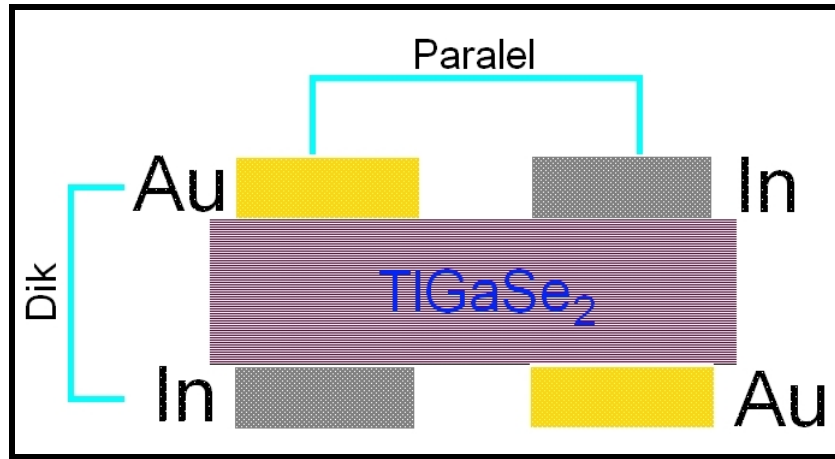 Paralel
Au
In
Dik
TlGaSe₂
In
Au